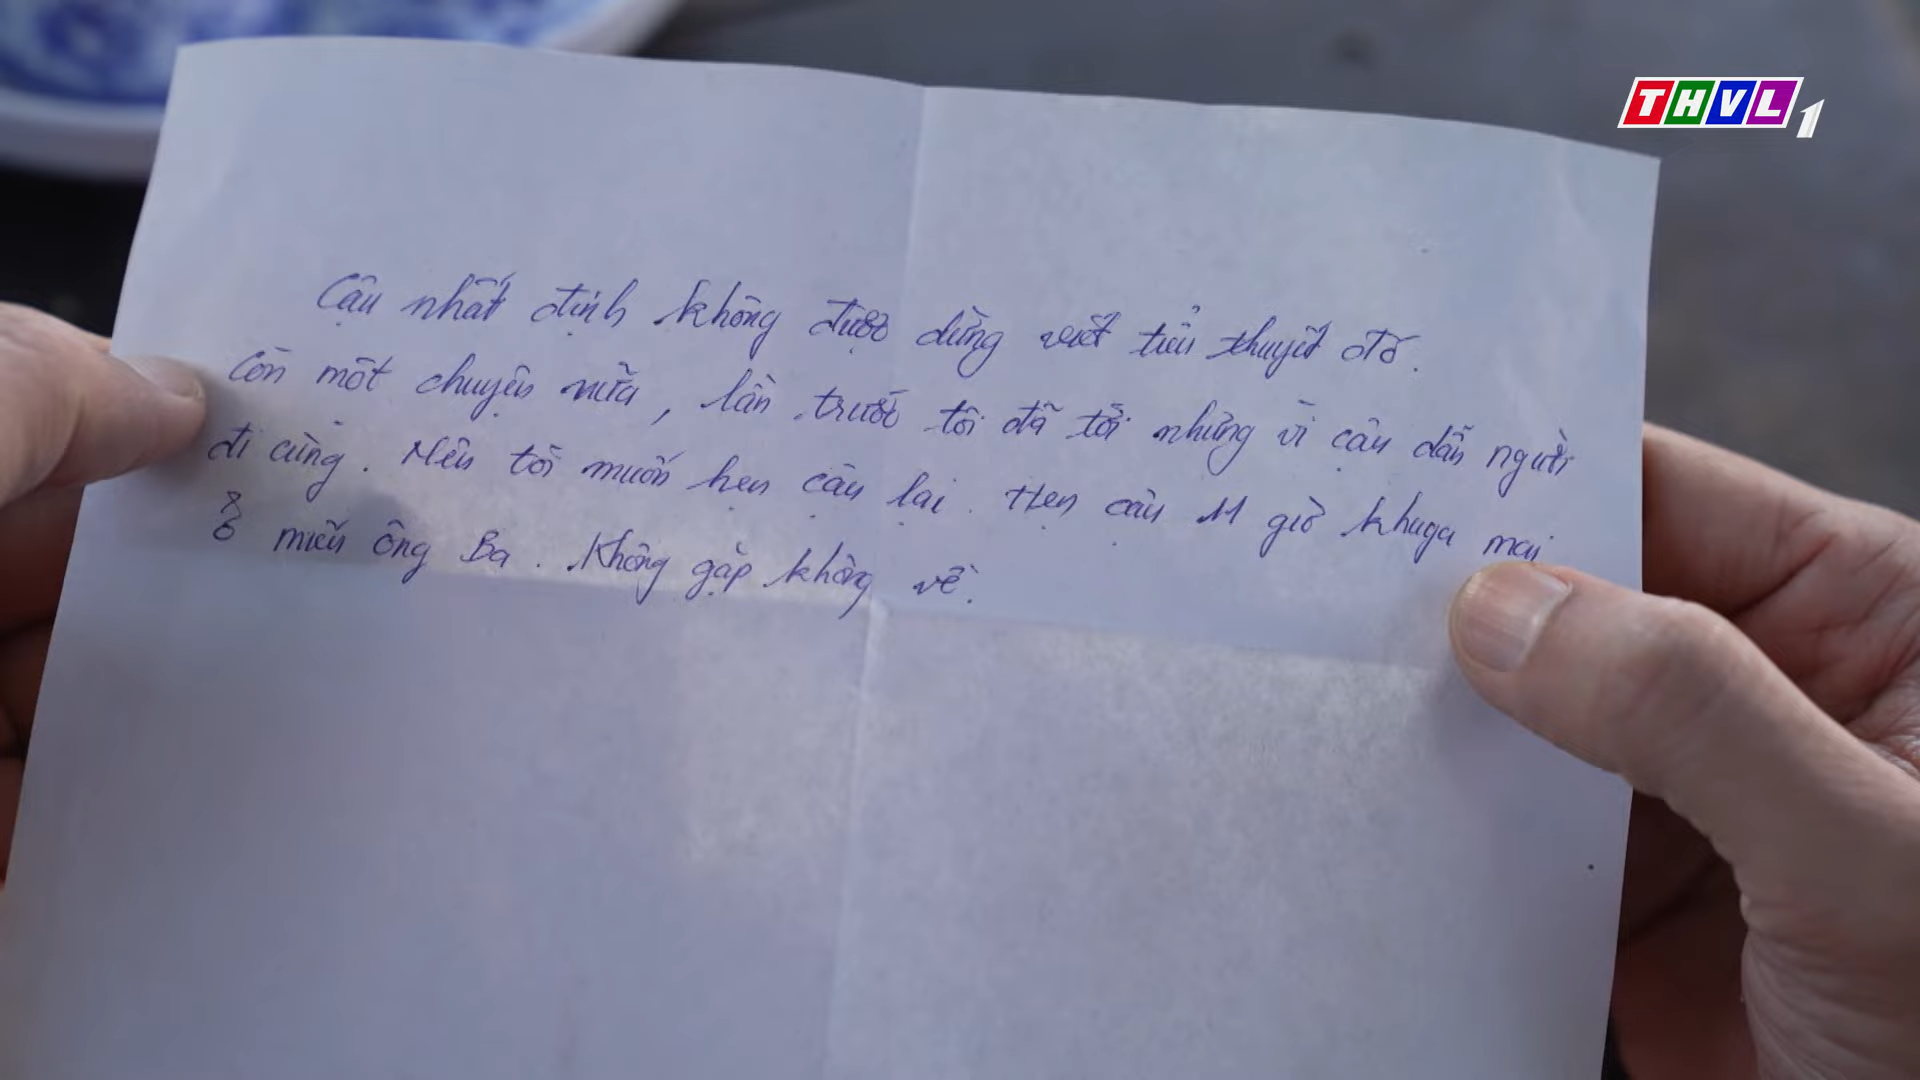 THVL1
Cậu nhất định không được dừng viết tiểu thuyết đó.
Còn một chuyện nữa, lần trước tôi đã tới nhưng vì cậu dẫn người
đi cùng. Nên tôi muốn hẹn cậu lại. Hẹn cậu 11 giờ khuya mai
ở miếu ông Ba. Không gặp không về.